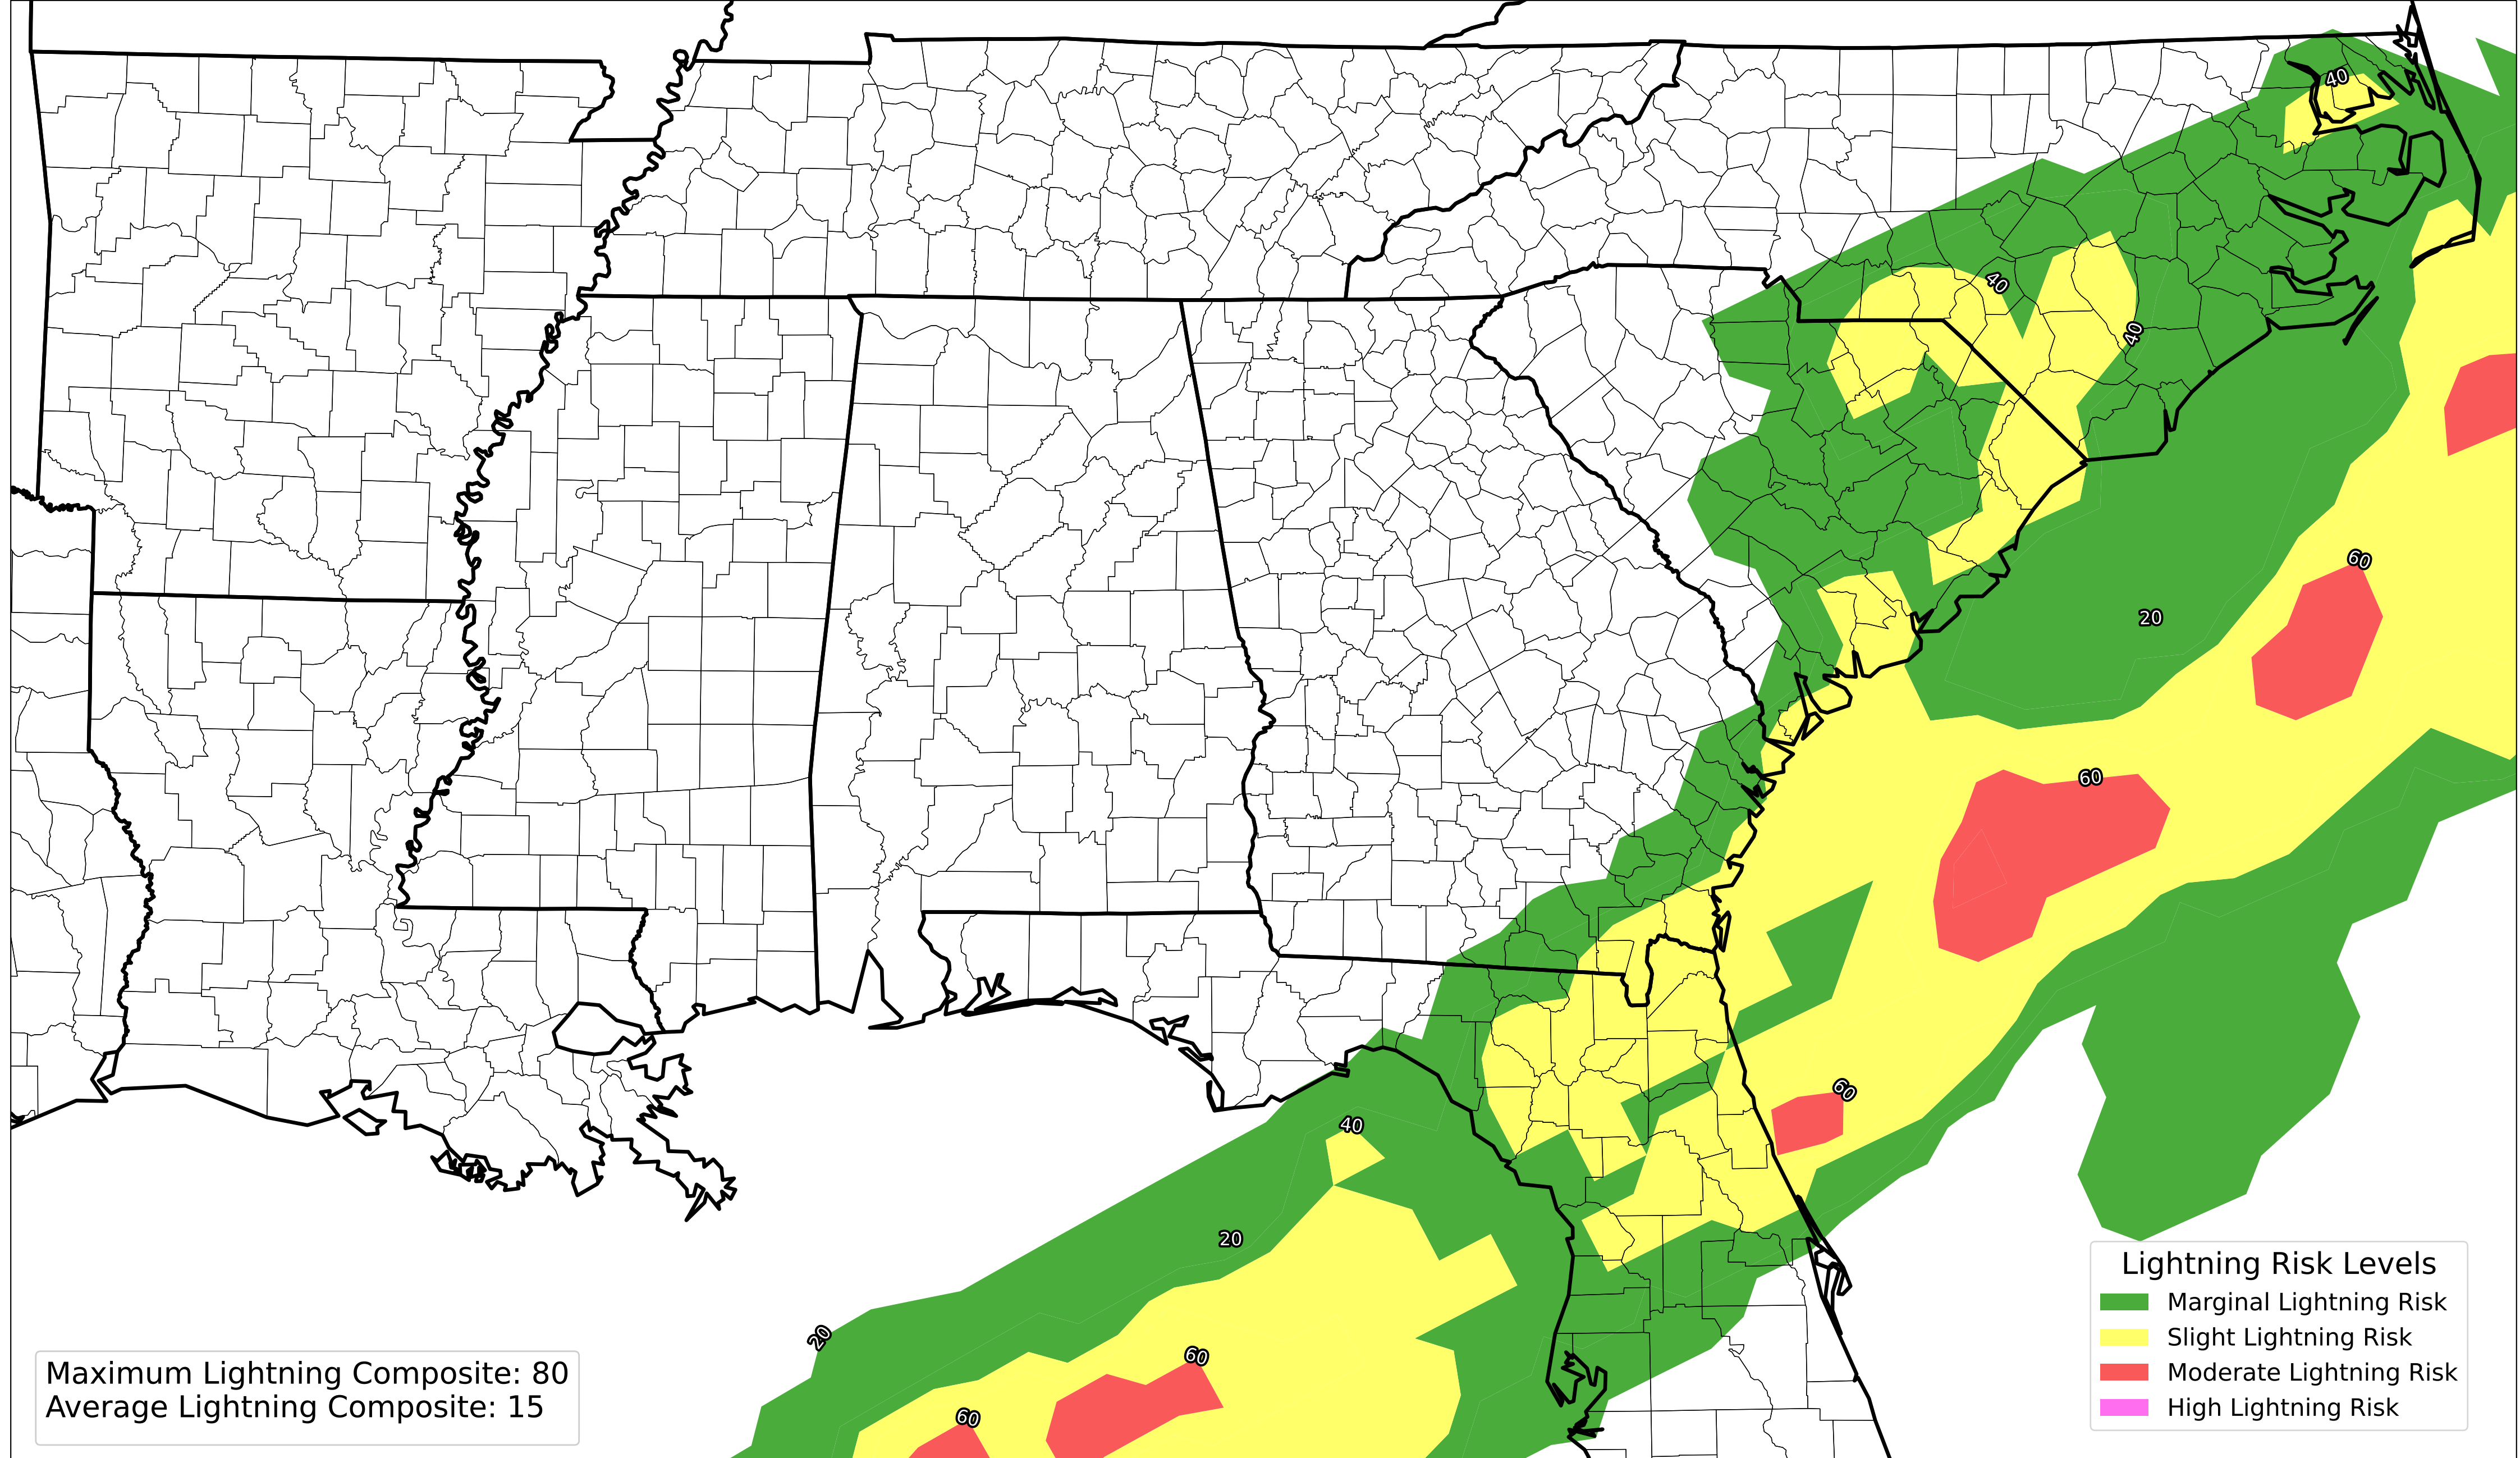 40
40
40
60
20
60
60
40
20
20
60
60
Lightning Risk Levels
Marginal Lightning Risk
Slight Lightning Risk
Moderate Lightning Risk
High Lightning Risk
Maximum Lightning Composite: 80
Average Lightning Composite: 15